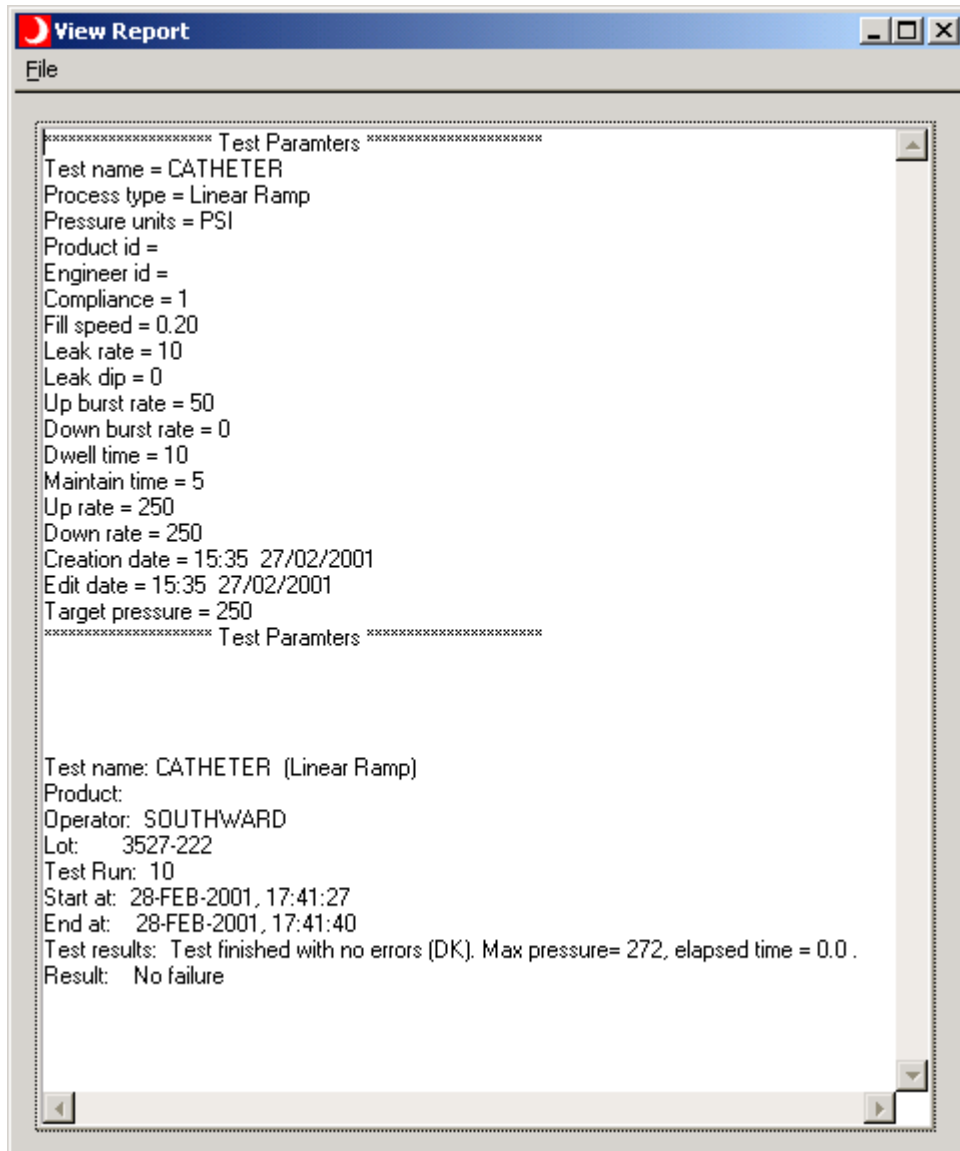 View Report
File
********************* Test Paramters **********************
Test name = CATHETER
Process type = Linear Ramp
Pressure units = PSI
Product id =
Engineer id =
Compliance = 1
Fill speed = 0.20
Leak rate = 10
Leak dip = 0
Up burst rate = 50
Down burst rate = 0
Dwell time = 10
Maintain time = 5
Up rate = 250
Down rate = 250
Creation date = 15:35  27/02/2001
Edit date = 15:35  27/02/2001
Target pressure = 250
********************* Test Paramters **********************
Test name: CATHETER  (Linear Ramp)
Product:
Operator:  SOUTHWARD
Lot:      3527-222
Test Run:  10
Start at:  28-FEB-2001, 17:41:27
End at:   28-FEB-2001, 17:41:40
Test results:  Test finished with no errors (DK). Max pressure= 272, elapsed time = 0.0 .
Result:    No failure